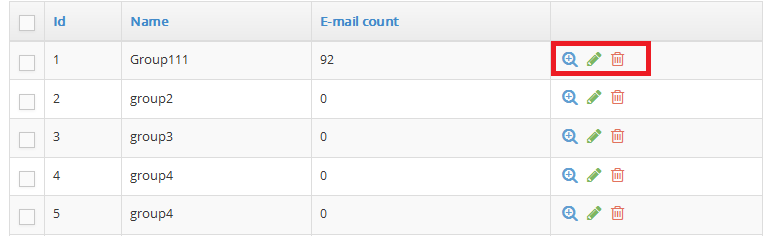 Id Name E-mail count
1 Group111 92
2 group2 0
3 group3 0
4 group4 0
5 group4 0